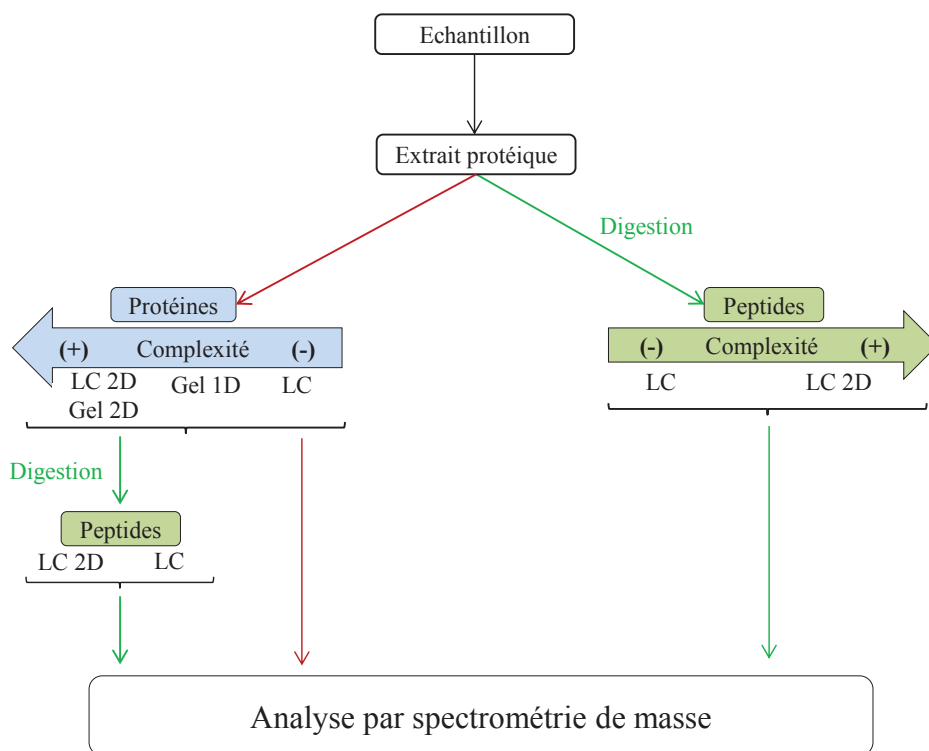 Echantillon
Extrait protéique
Digestion
Protéines
(+) Complexité (-)
LC 2D Gel 1D LC
Gel 2D
Peptides
(-) Complexité (+)
LC LC 2D
Digestion
Peptides
LC 2D LC
Analyse par spectrométrie de masse